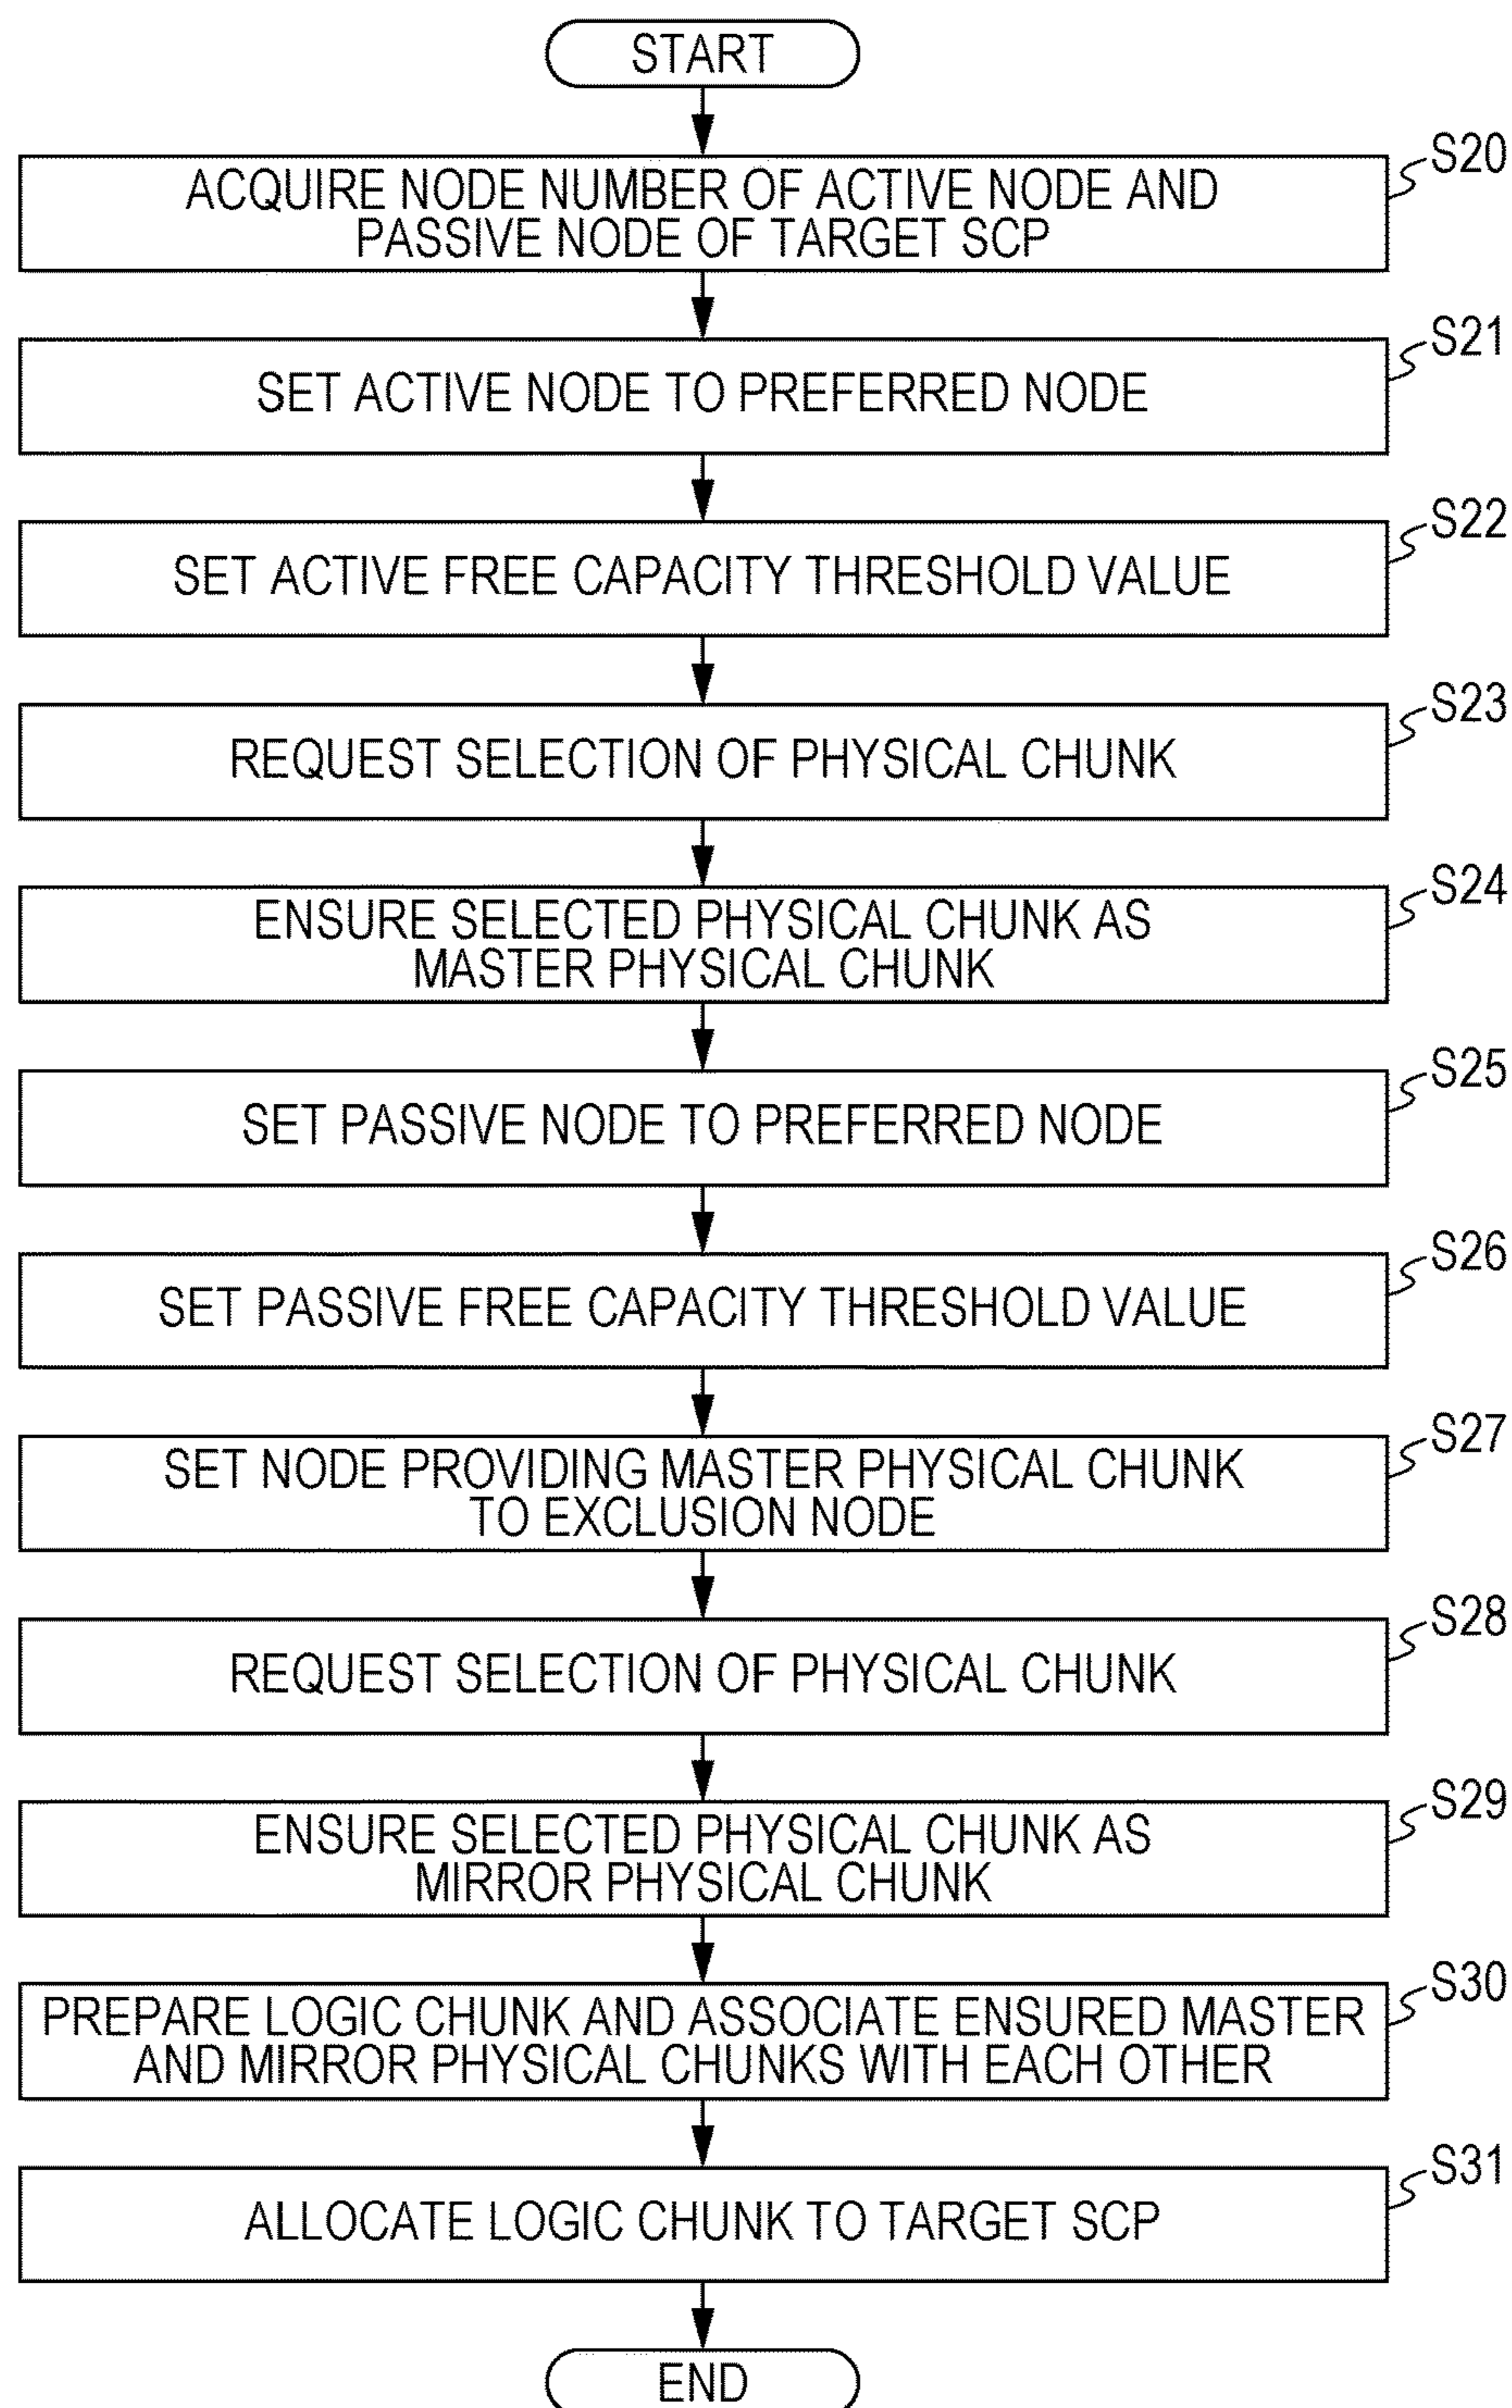 START
S20
ACQUIRE NODE NUMBER OF ACTIVE NODE AND
PASSIVE NODE OF TARGET SCP
S21
SET ACTIVE NODE TO PREFERRED NODE
S22
SET ACTIVE FREE CAPACITY THRESHOLD VALUE
S23
REQUEST SELECTION OF PHYSICAL CHUNK
S24
ENSURE SELECTED PHYSICAL CHUNK AS
MASTER PHYSICAL CHUNK
S25
SET PASSIVE NODE TO PREFERRED NODE
S26
SET PASSIVE FREE CAPACITY THRESHOLD VALUE
S27
SET NODE PROVIDING MASTER PHYSICAL CHUNK
TO EXCLUSION NODE
S28
REQUEST SELECTION OF PHYSICAL CHUNK
S29
ENSURE SELECTED PHYSICAL CHUNK AS
MIRROR PHYSICAL CHUNK
S30
PREPARE LOGIC CHUNK AND ASSOCIATE ENSURED MASTER
AND MIRROR PHYSICAL CHUNKS WITH EACH OTHER
S31
ALLOCATE LOGIC CHUNK TO TARGET SCP
END